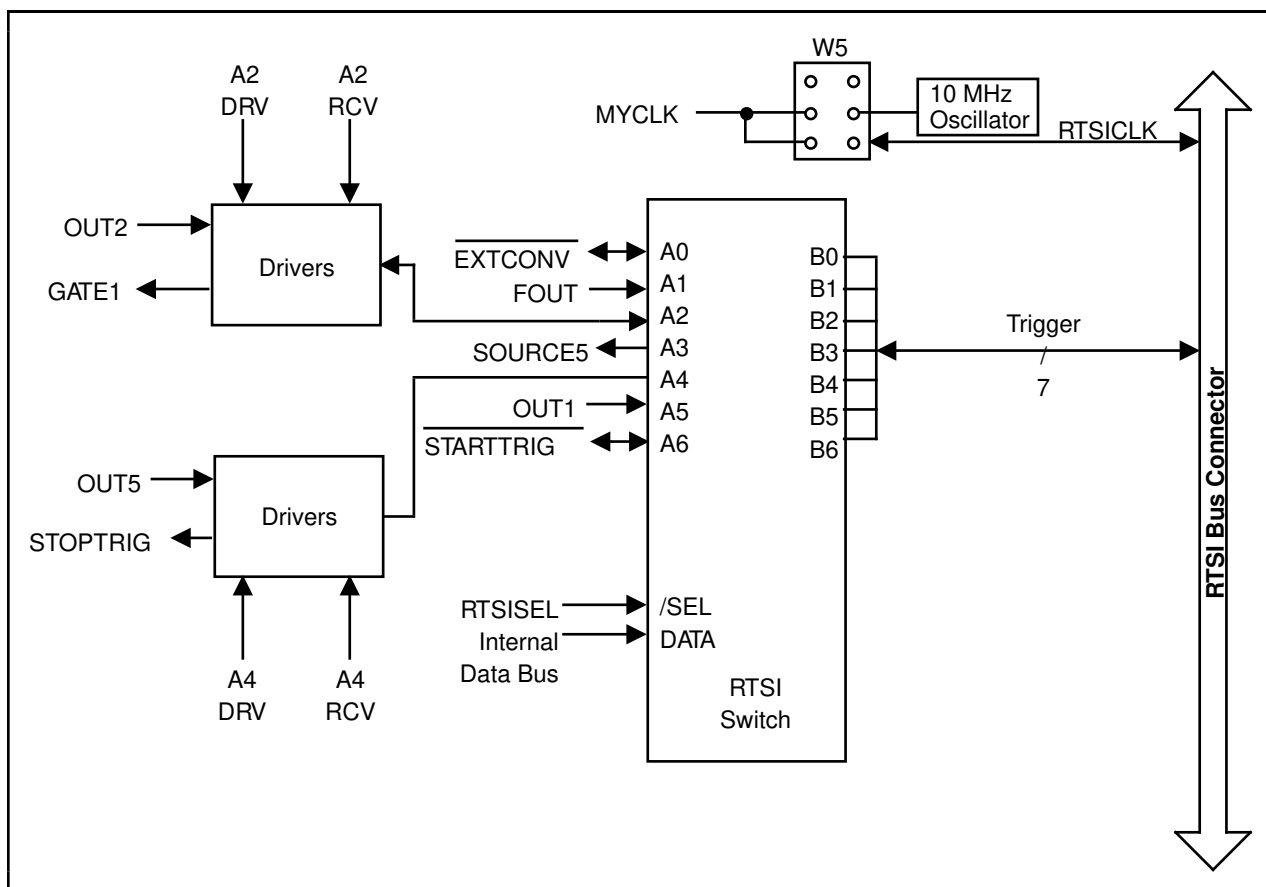 W5
A2
DRV
A2
RCV
MYCLK
10 MHz
Oscillator
RTSICLK
OUT2
Drivers
GATE1
EXTCONV
FOUT
SOURCE5
OUT1
STARTTRIG
A0
A1
A2
A3
A4
A5
A6
B0
B1
B2
B3
B4
B5
B6
Trigger
/
7
RTSI Bus Connector
OUT5
Drivers
STOPTRIG
A4
DRV
A4
RCV
RTSISEL
Internal
Data Bus
/SEL
DATA
RTSI
Switch